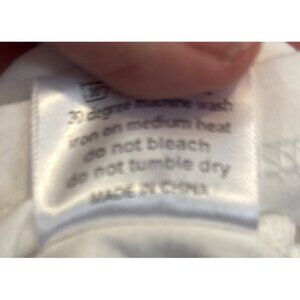 30 degree machine wash
iron on medium heat
do not bleach
do not tumble dry
MADE IN CHINA